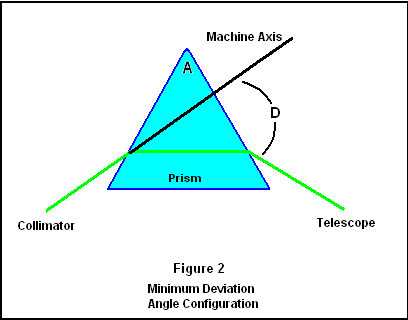 Machine Axis
A
D
Prism
Collimator
Telescope
Figure 2
Minimum Deviation
Angle Configuration